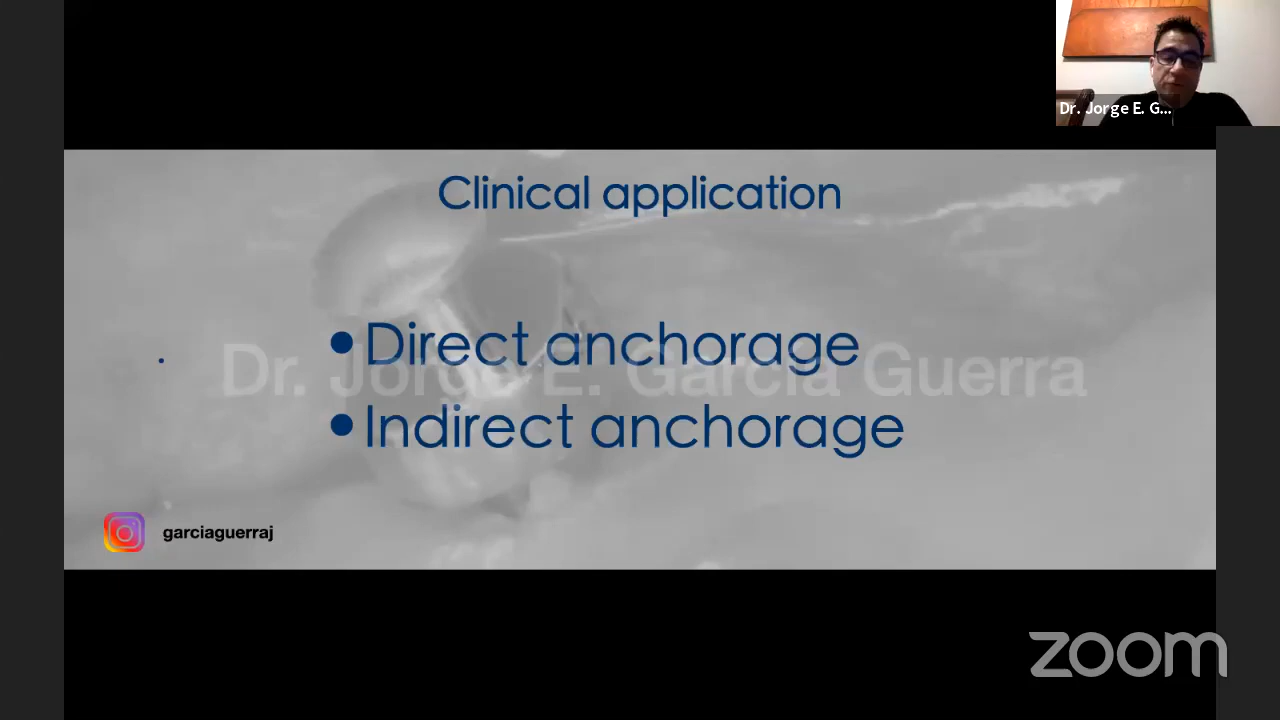 Dr. Jorge E. G...
Clinical application
•Direct anchorage
Dr. Jorge E. García Guerra
•Indirect anchorage
garciaguerraj
zoom